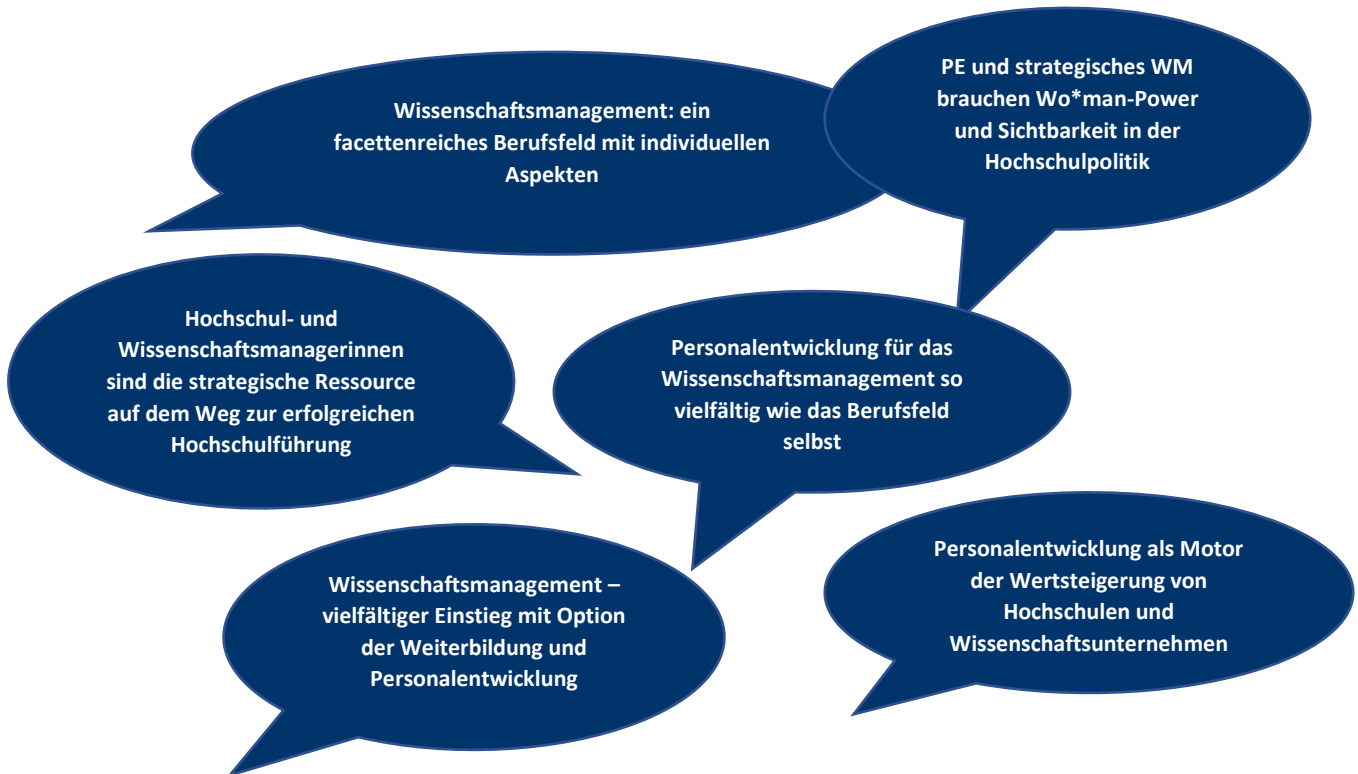 Wissenschaftsmanagement: ein
facettenreiches Berufsfeld mit individuellen
Aspekten
PE und strategisches WM
brauchen Wo*man-Power
und Sichtbarkeit in der
Hochschulpolitik
Hochschul- und
Wissenschaftsmanagerinnen
sind die strategische Ressource
auf dem Weg zur erfolgreichen
Hochschulführung
Personalentwicklung für das
Wissenschaftsmanagement so
vielfältig wie das Berufsfeld
selbst
Wissenschaftsmanagement –
vielfältiger Einstieg mit Option
der Weiterbildung und
Personalentwicklung
Personalentwicklung als Motor
der Wertsteigerung von
Hochschulen und
Wissenschaftsunternehmen